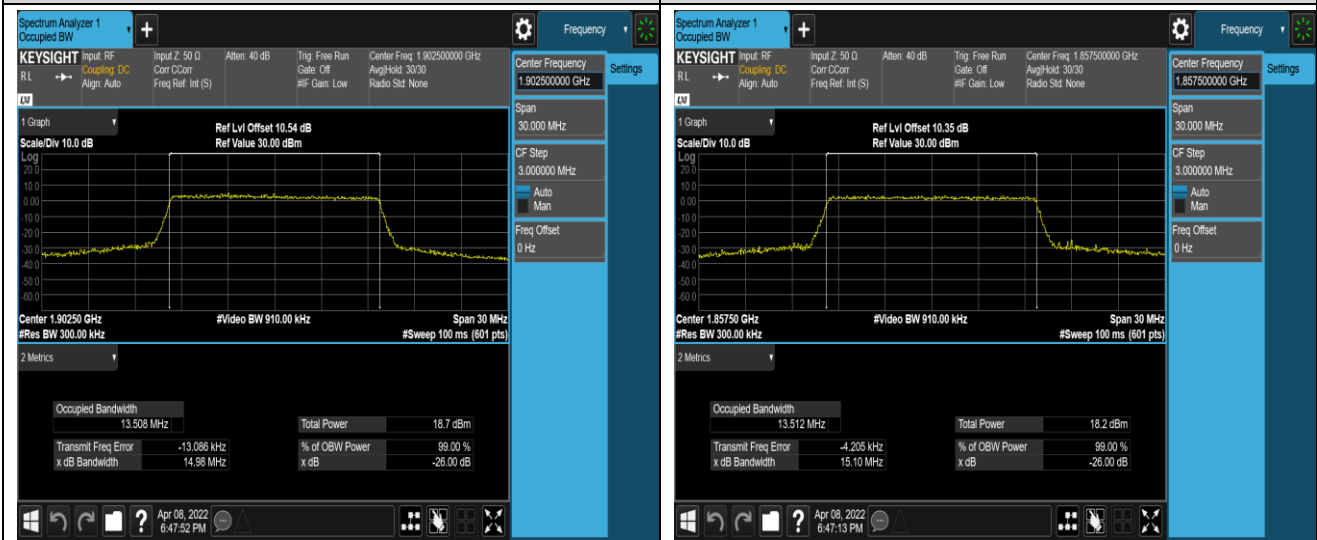 Spectrum Analyzer 1
Occupied BW
Frequency
KEYSIGHT Input: RF
Coupling: DC
Align: Auto
R L
LXI
Input Z: 50 Ω
Corr CCorr
Freq Ref: Int (S)
Atten: 40 dB
Trig: Free Run
Gate: Off
#IF Gain: Low
Center Freq: 1.902500000 GHz
Avg|Hold: 30/30
Radio Std: None
Center Frequency
1.902500000 GHz
Settings
Span
30.000 MHz
CF Step
3.000000 MHz
Auto
Man
Freq Offset
0 Hz
1 Graph
Ref Lvl Offset 10.54 dB
Scale/Div 10.0 dB
Ref Value 30.00 dBm
Log
20.0
10.0
0.00
-10.0
-20.0
-30.0
-40.0
-50.0
-60.0
Center 1.90250 GHz
#Video BW 910.00 kHz
Span 30 MHz
#Res BW 300.00 kHz
#Sweep 100 ms (601 pts)
2 Metrics
Occupied Bandwidth
13.508 MHz
Total Power 18.7 dBm
Transmit Freq Error -13.086 kHz
% of OBW Power 99.00 %
x dB Bandwidth 14.98 MHz
x dB -26.00 dB
Apr 08, 2022
6:47:52 PM
Spectrum Analyzer 1
Occupied BW
Frequency
KEYSIGHT Input: RF
Coupling: DC
Align: Auto
R L
LXI
Input Z: 50 Ω
Corr CCorr
Freq Ref: Int (S)
Atten: 40 dB
Trig: Free Run
Gate: Off
#IF Gain: Low
Center Freq: 1.857500000 GHz
Avg|Hold: 30/30
Radio Std: None
Center Frequency
1.857500000 GHz
Settings
Span
30.000 MHz
CF Step
3.000000 MHz
Auto
Man
Freq Offset
0 Hz
1 Graph
Ref Lvl Offset 10.35 dB
Scale/Div 10.0 dB
Ref Value 30.00 dBm
Log
20.0
10.0
0.00
-10.0
-20.0
-30.0
-40.0
-50.0
-60.0
Center 1.85750 GHz
#Video BW 910.00 kHz
Span 30 MHz
#Res BW 300.00 kHz
#Sweep 100 ms (601 pts)
2 Metrics
Occupied Bandwidth
13.512 MHz
Total Power 18.2 dBm
Transmit Freq Error -4.205 kHz
% of OBW Power 99.00 %
x dB Bandwidth 15.10 MHz
x dB -26.00 dB
Apr 08, 2022
6:47:13 PM